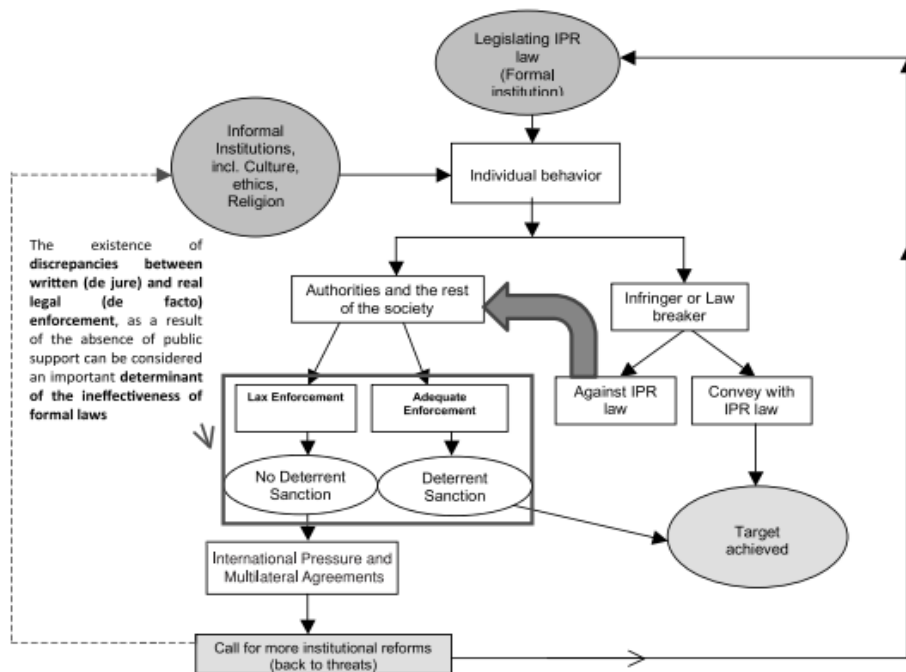 Legislating IPR
law
(Formal
institution)
Informal
Institutions,
incl. Culture,
ethics,
Religion
Individual behavior
The existence of
discrepancies between
written (de jure) and real
legal (de facto)
enforcement, as a result
of the absence of public
support can be considered
an important determinant
of the ineffectiveness of
formal laws
Authorities and the rest
of the society
Infringer or Law
breaker
Lax Enforcement
Adequate
Enforcement
Against IPR
law
Convey with
IPR law
No Deterrent
Sanction
Deterrent
Sanction
Target
achieved
International Pressure and
Multilateral Agreements
Call for more institutional reforms
(back to threats)